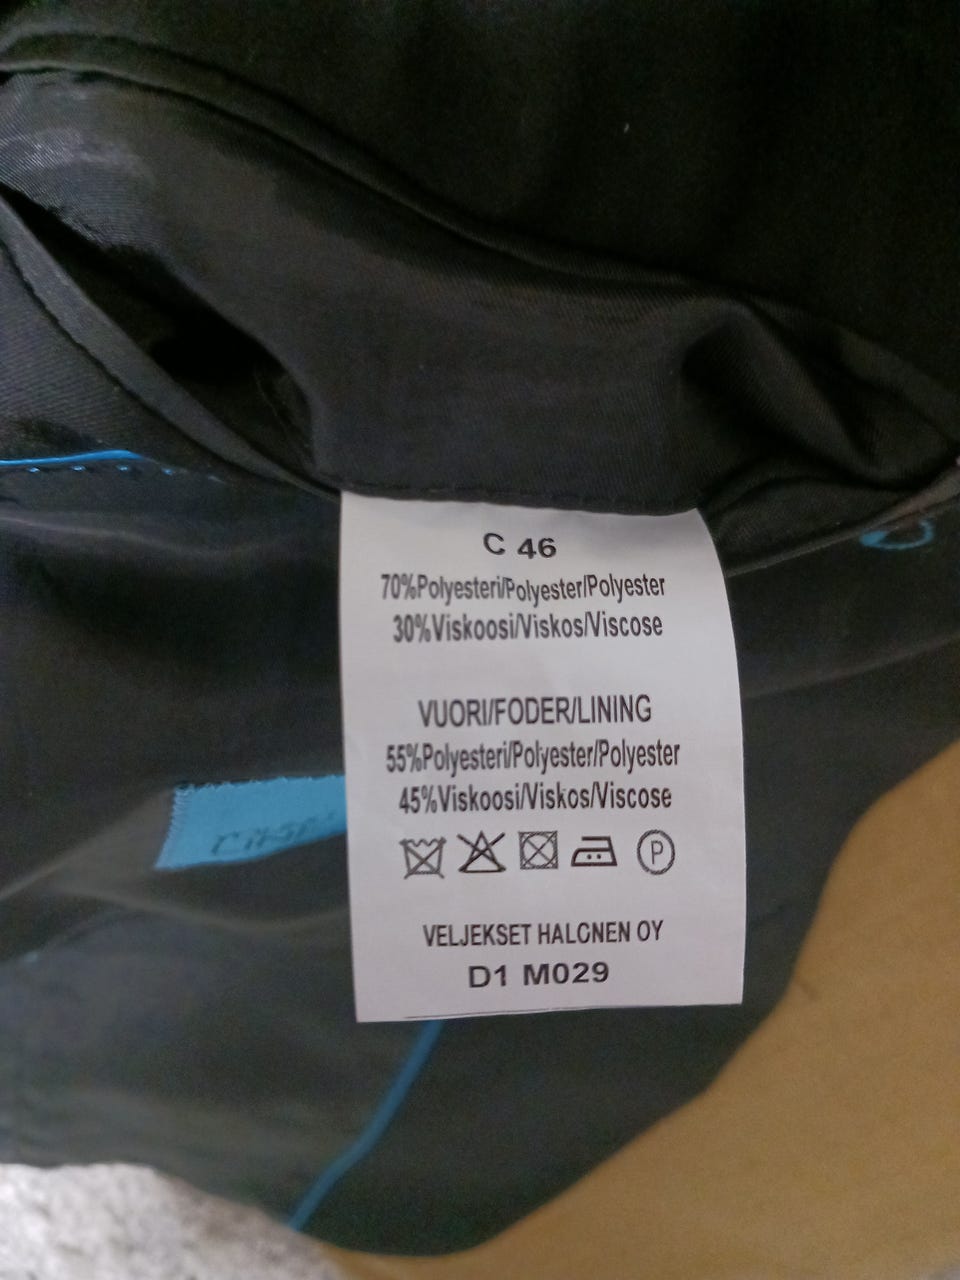 C 46
70%Polyesteri/Polyester/Polyester
30%Viskoosi/Viskos/Viscose
VUORI/FODER/LINING
55%Polyesteri/Polyester/Polyester
45%Viskoosi/Viskos/Viscose
P
VELJEKSET HALONEN OY
D1 M029